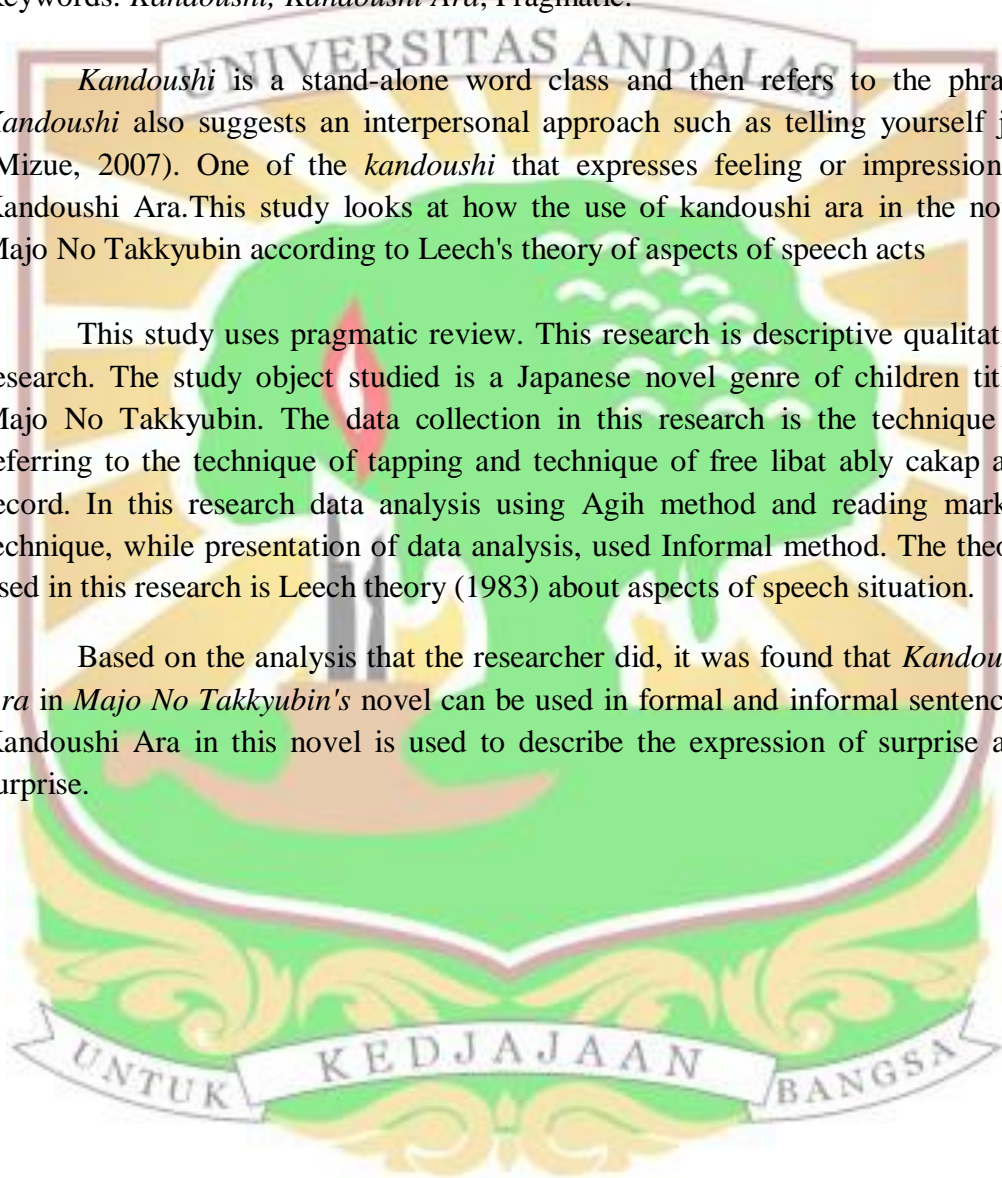 Keywords: Kandoushi, Kandoushi Ara, Pragmatic.
UNIVERSITAS ANDALAS
Kandoushi is a stand-alone word class and then refers to the phra
Kandoushi also suggests an interpersonal approach such as telling yourself j
(Mizue, 2007). One of the kandoushi that expresses feeling or impression
Kandoushi Ara.This study looks at how the use of kandoushi ara in the no
Majo No Takkyubin according to Leech's theory of aspects of speech acts
This study uses pragmatic review. This research is descriptive qualitati
research. The study object studied is a Japanese novel genre of children titl
Majo No Takkyubin. The data collection in this research is the technique
referring to the technique of tapping and technique of free libat ably cakap a
record. In this research data analysis using Agih method and reading mark
technique, while presentation of data analysis, used Informal method. The theo
used in this research is Leech theory (1983) about aspects of speech situation.
Based on the analysis that the researcher did, it was found that Kandou
Ara in Majo No Takkyubin's novel can be used in formal and informal sentenc
Kandoushi Ara in this novel is used to describe the expression of surprise a
surprise.
UNTUK KEDJAJAAN BANGSA